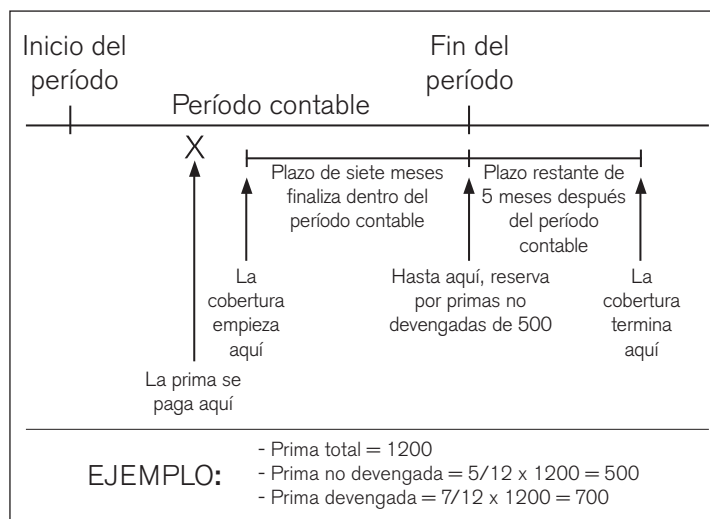 Inicio del
período
Fin del
período
Período contable
X
Plazo de siete meses
finaliza dentro del
período contable
Plazo restante de
5 meses después
del período
contable
La
cobertura
empieza
aquí
Hasta aquí, reserva
por primas no
devengadas de 500
La
cobertura
termina
aquí
La prima se
paga aquí
EJEMPLO:
- Prima total = 1200
- Prima no devengada = 5/12 x 1200 = 500
- Prima devengada = 7/12 x 1200 = 700